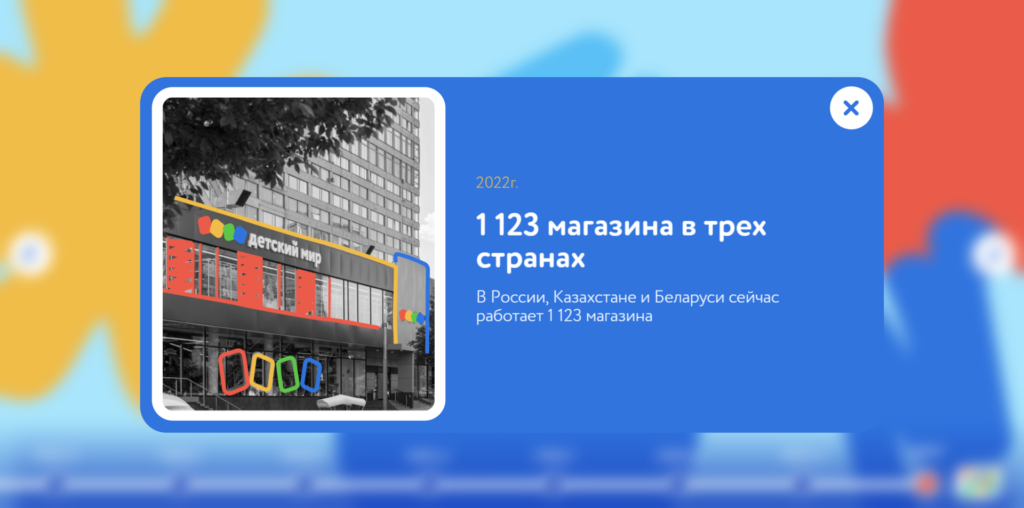 детский мир
2022г.
1 123 магазина в трех
странах
В России, Казахстане и Беларуси сейчас
работает 1 123 магазина